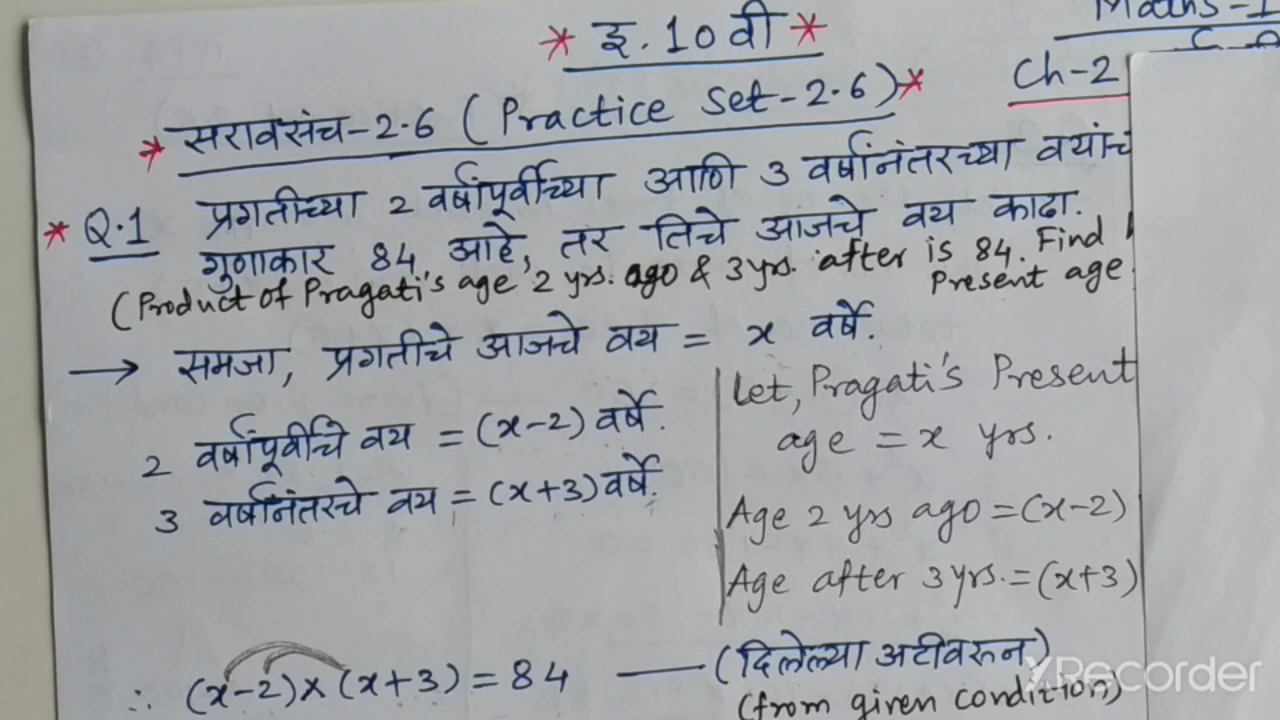 * इ. 10 वी *
Maths-1
Ch-2
* सरावसंच-2.6 (Practice Set-2.6) *
* Q.1 प्रगतीच्या 2 वर्षांपूर्वीच्या आणि 3 वर्षांनंतरच्या
गुणाकार 84 आहे, तर तिचे आजचे वय काढा.
(Product of Pragati's age 2 yrs. ago & 3 yrs. after is 84. Find
Present age
→ समजा, प्रगतीचे आजचे वय = x वर्षे.
2 वर्षांपूर्वीचे वय = (x-2) वर्षे.
3 वर्षांनंतरचे वय = (x+3) वर्षे.
Let, Pragati's Present
age = x yrs.
Age 2 yrs ago = (x-2)
Age after 3 yrs. = (x+3)
∴ (x-2) × (x+3) = 84 — (दिलेल्या अटीवरून)
(from given condition)
XRecorder